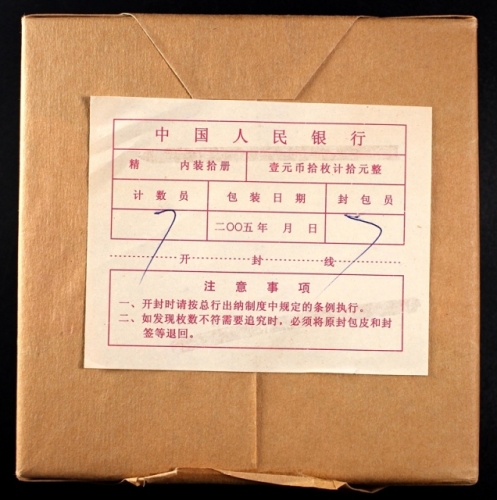 中国人民银行
精 内装拾册 壹元币拾枚计拾元整
计数员 包装日期 封包员
二〇〇五年 月 日
开 封 线
注意事项
一、开封时请按总行出纳制度中规定的条例执行。
二、如发现枚数不符需要追究时，必须将原封包皮和封
签等退回。